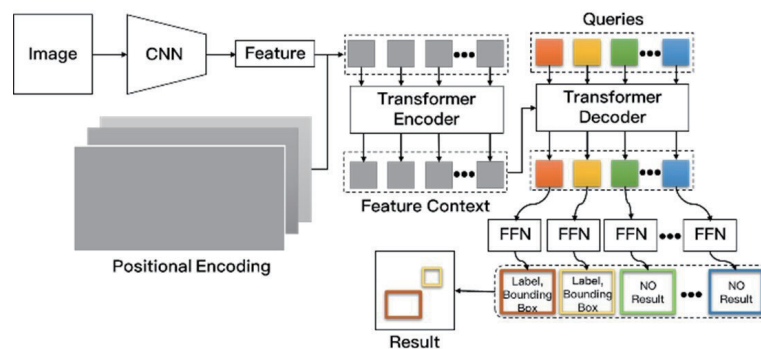 Queries
Image
CNN
Feature
Transformer
Encoder
Transformer
Decoder
Feature Context
Positional Encoding
FFN
FFN
FFN
FFN
Label,
Bounding
Box
Label,
Bounding
Box
NO
Result
NO
Result
Result